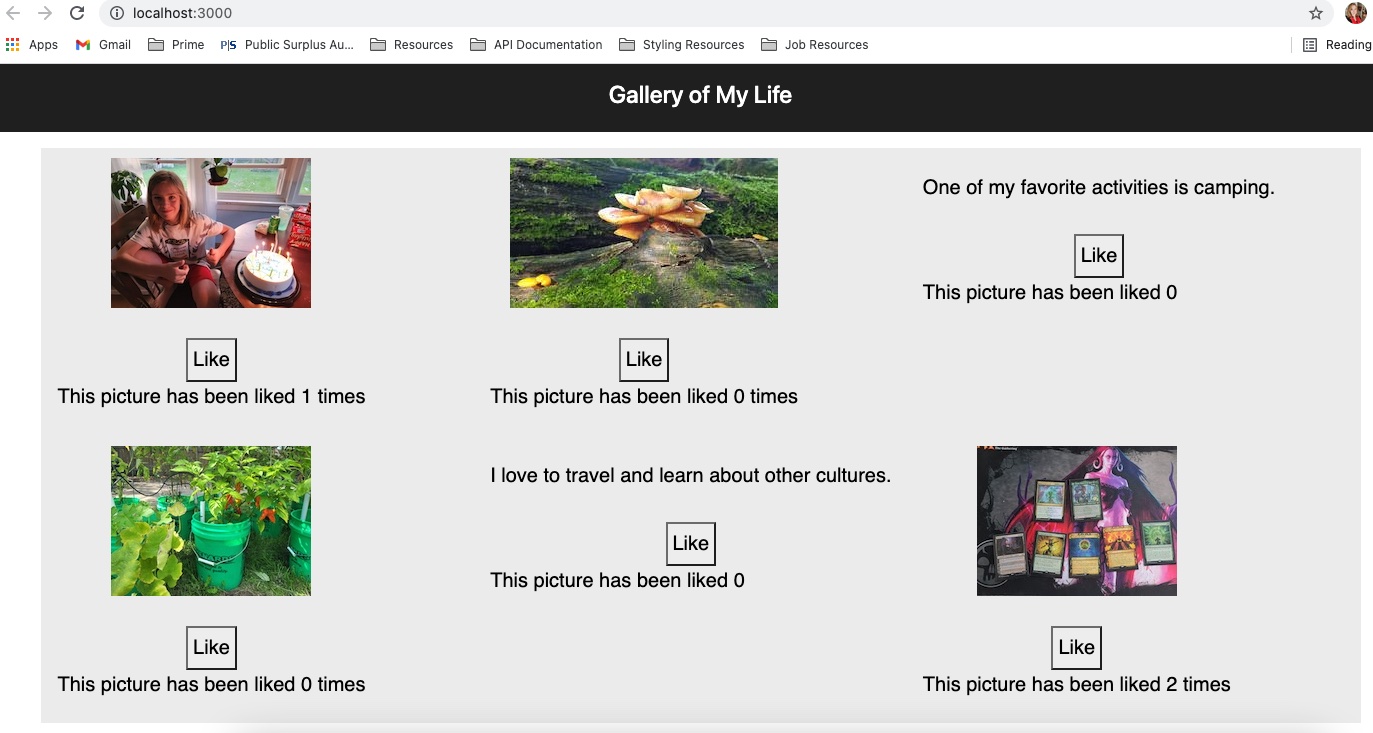 localhost:3000
Apps Gmail Prime P|S Public Surplus Au... Resources API Documentation Styling Resources Job Resources Reading
Gallery of My Life
One of my favorite activities is camping.
Like
This picture has been liked 0
Like Like
This picture has been liked 1 times This picture has been liked 0 times
I love to travel and learn about other cultures.
Like
This picture has been liked 0
Like Like
This picture has been liked 0 times This picture has been liked 2 times